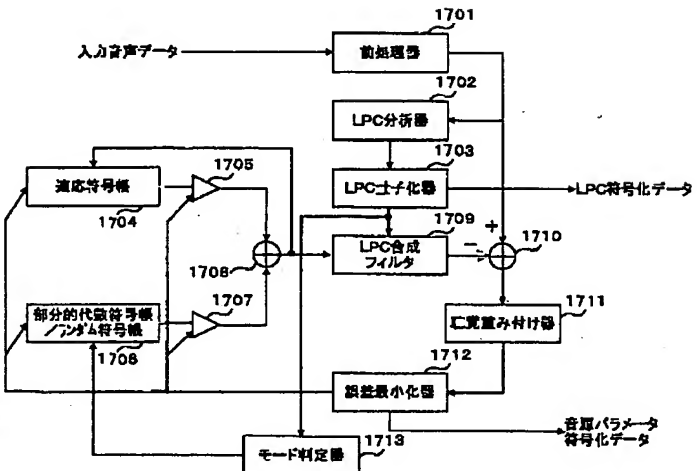 1701
入力音声データ
前処理器
1702
LPC分析器
1703
LPC量子化器
LPC符号化データ
1705
適応符号帳
1704
1709
LPC合成
フィルタ
+
−
1710
1708
1707
部分的代数符号帳
/ランダム符号帳
1706
1711
聴覚重み付け器
1712
誤差最小化器
音源パラメータ
符号化データ
1713
モード判定器